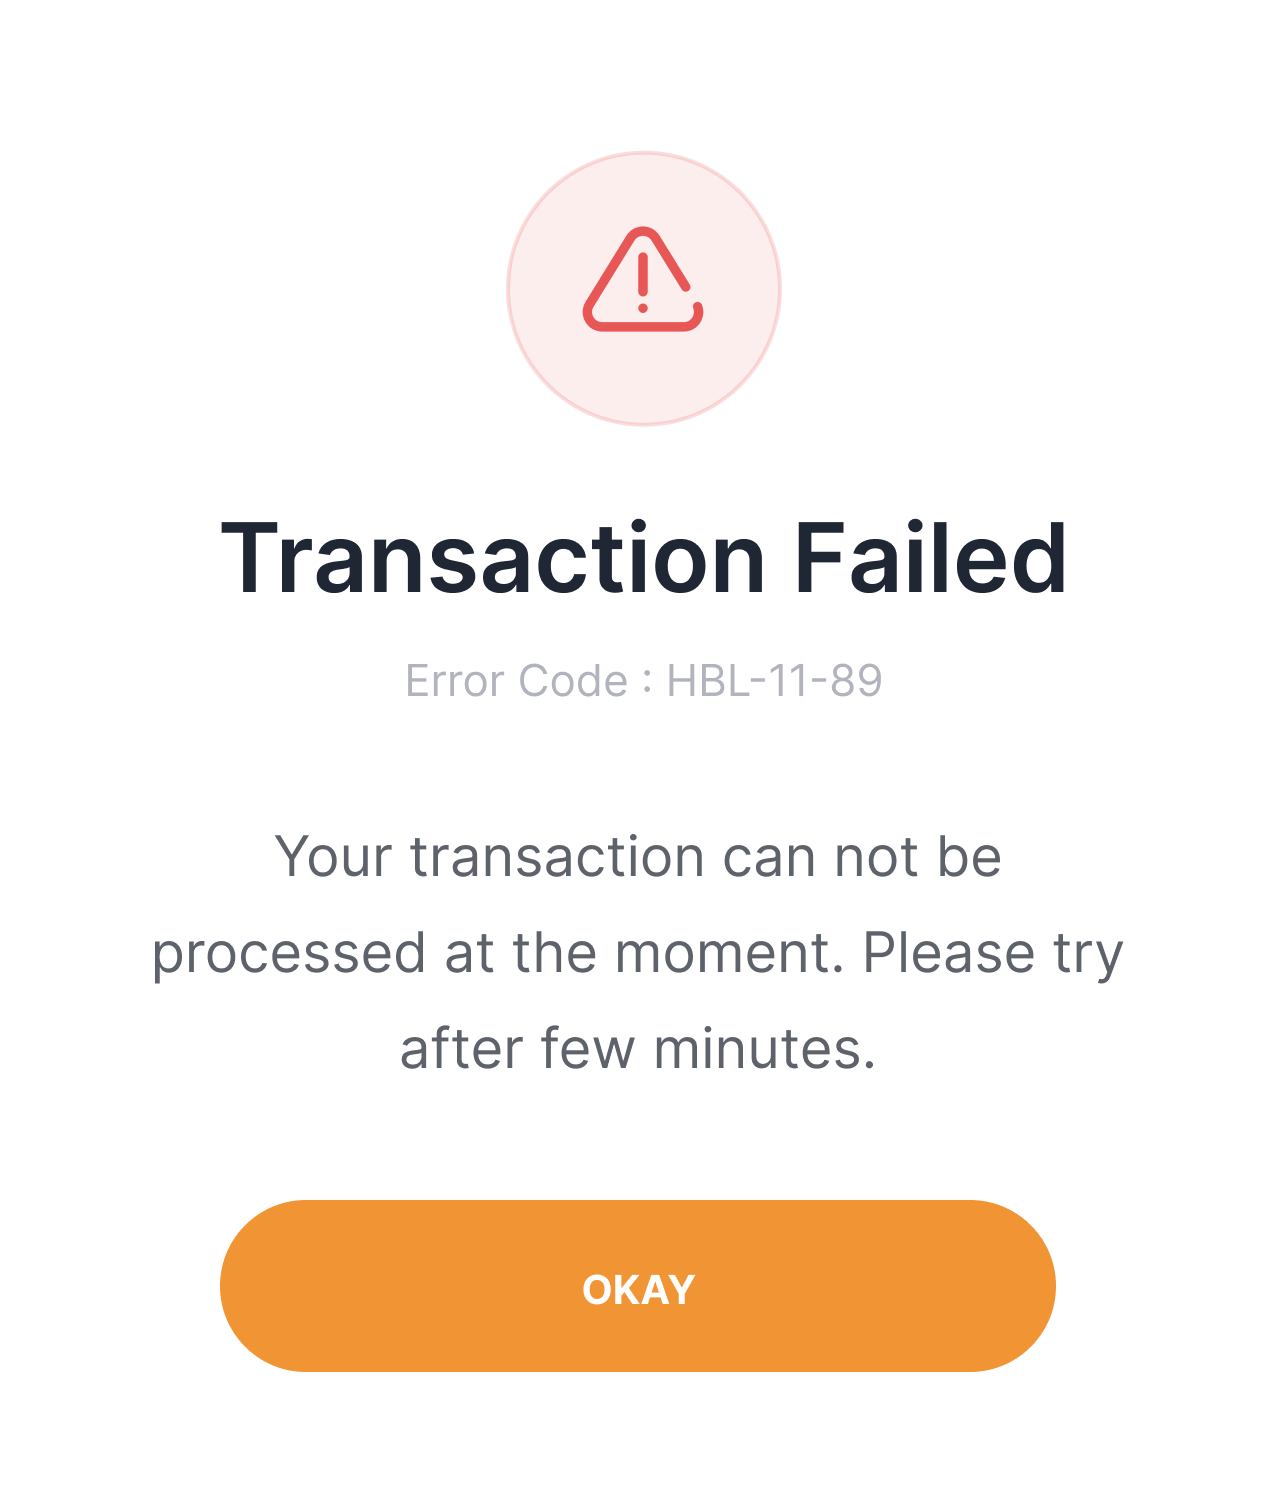 Transaction Failed
Error Code : HBL-11-89
Your transaction can not be
processed at the moment. Please try
after few minutes.
OKAY